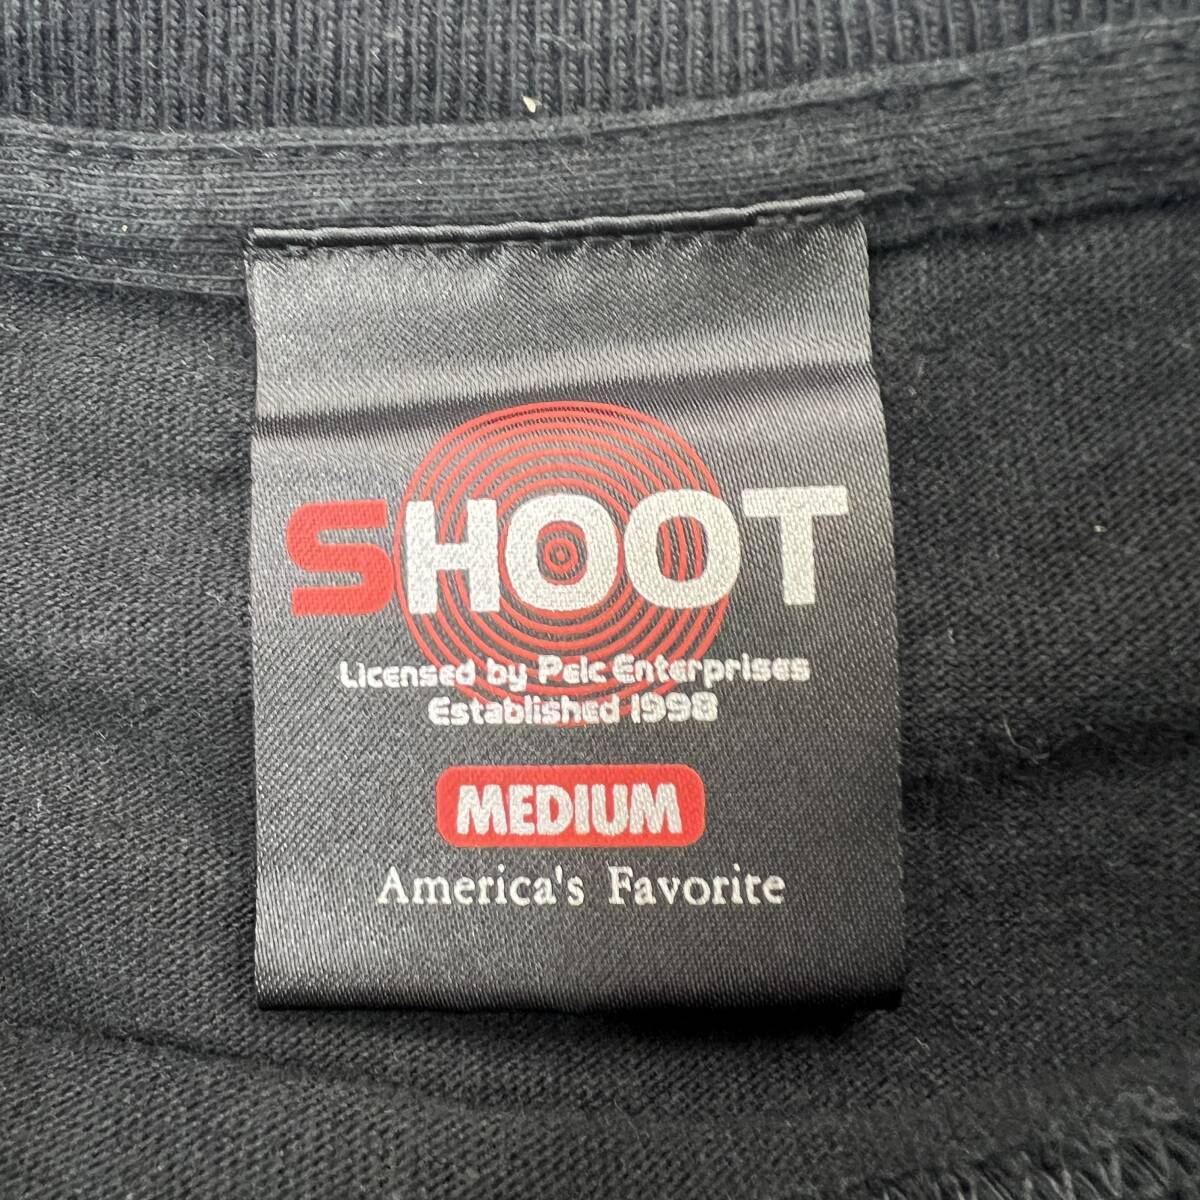 SHOOT
Licensed by Pelc Enterprises
Established 1998
MEDIUM
America's Favorite